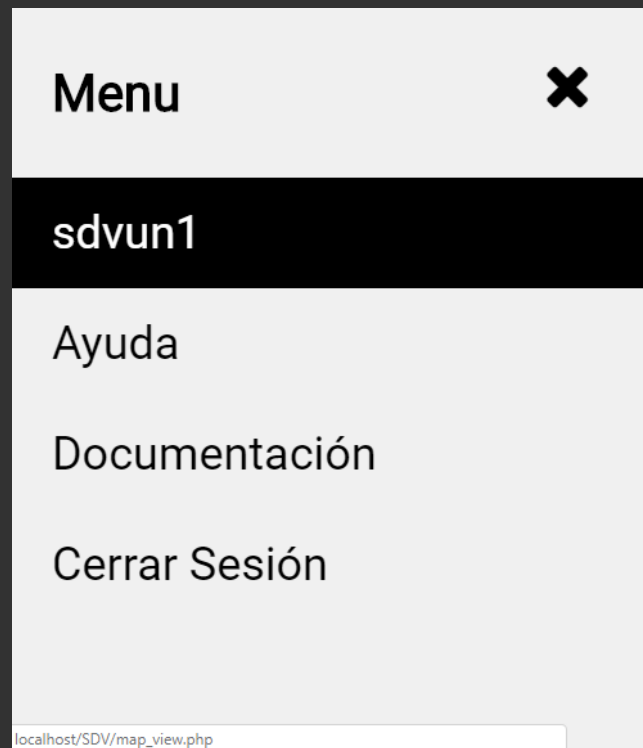 Menu
sdvun1
Ayuda
Documentación
Cerrar Sesión
localhost/SDV/map_view.php